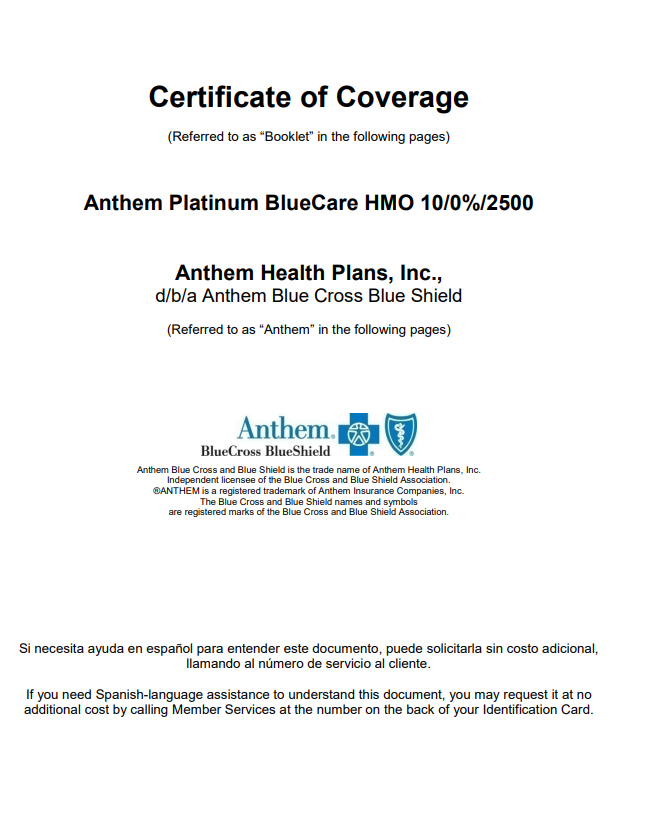 Certificate of Coverage
(Referred to as “Booklet” in the following pages)
Anthem Platinum BlueCare HMO 10/0%/2500
Anthem Health Plans, Inc.,
d/b/a Anthem Blue Cross Blue Shield
(Referred to as “Anthem” in the following pages)
Anthem®
BlueCross BlueShield
Anthem Blue Cross and Blue Shield is the trade name of Anthem Health Plans, Inc.
Independent licensee of the Blue Cross and Blue Shield Association.
®ANTHEM is a registered trademark of Anthem Insurance Companies, Inc.
The Blue Cross and Blue Shield names and symbols
are registered marks of the Blue Cross and Blue Shield Association.
Si necesita ayuda en español para entender este documento, puede solicitarla sin costo adicional,
llamando al número de servicio al cliente.
If you need Spanish-language assistance to understand this document, you may request it at no
additional cost by calling Member Services at the number on the back of your Identification Card.